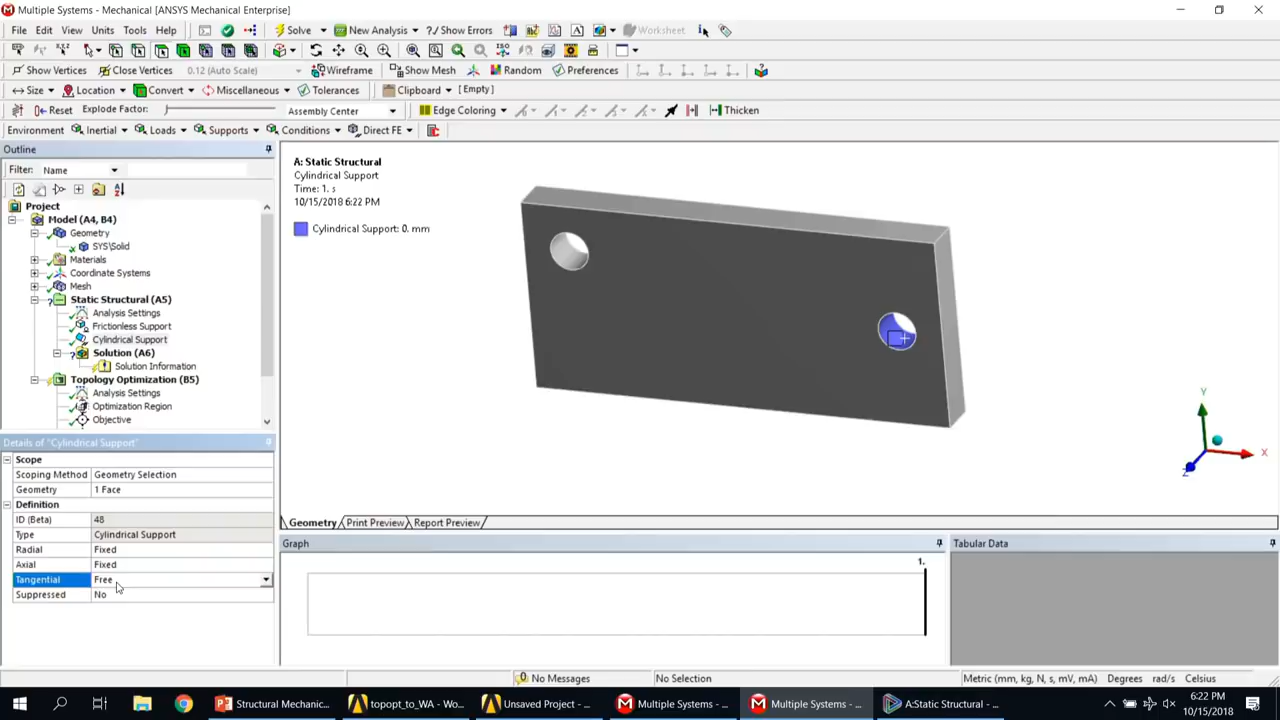 Multiple Systems - Mechanical [ANSYS Mechanical Enterprise]
File Edit View Units Tools Help Solve New Analysis Show Errors Worksheet
Show Vertices Close Vertices 0.12 (Auto Scale) Wireframe Show Mesh Random Preferences
Size Location Convert Miscellaneous Tolerances Clipboard [Empty]
Reset Explode Factor: Assembly Center Edge Coloring Thicken
Environment Inertial Loads Supports Conditions Direct FE
Outline
Filter: Name
Project
Model (A4, B4)
Geometry
SYS\Solid
Materials
Coordinate Systems
Mesh
Static Structural (A5)
Analysis Settings
Frictionless Support
Cylindrical Support
Solution (A6)
Solution Information
Topology Optimization (B5)
Analysis Settings
Optimization Region
Objective
Details of "Cylindrical Support"
Scope
Scoping Method Geometry Selection
Geometry 1 Face
Definition
ID (Beta) 48
Type Cylindrical Support
Radial Fixed
Axial Fixed
Tangential Free
Suppressed No
A: Static Structural
Cylindrical Support
Time: 1. s
10/15/2018 6:22 PM
Cylindrical Support: 0. mm
Y
X
Z
Geometry Print Preview Report Preview
Graph
1.
Tabular Data
0 No Messages No Selection Metric (mm, kg, N, s, mV, mA) Degrees rad/s Celsius
Structural Mechanic... topopt_to_WA - Wo... Unsaved Project - ... Multiple Systems - ... Multiple Systems - ... A:Static Structural - ...
6:22 PM
10/15/2018